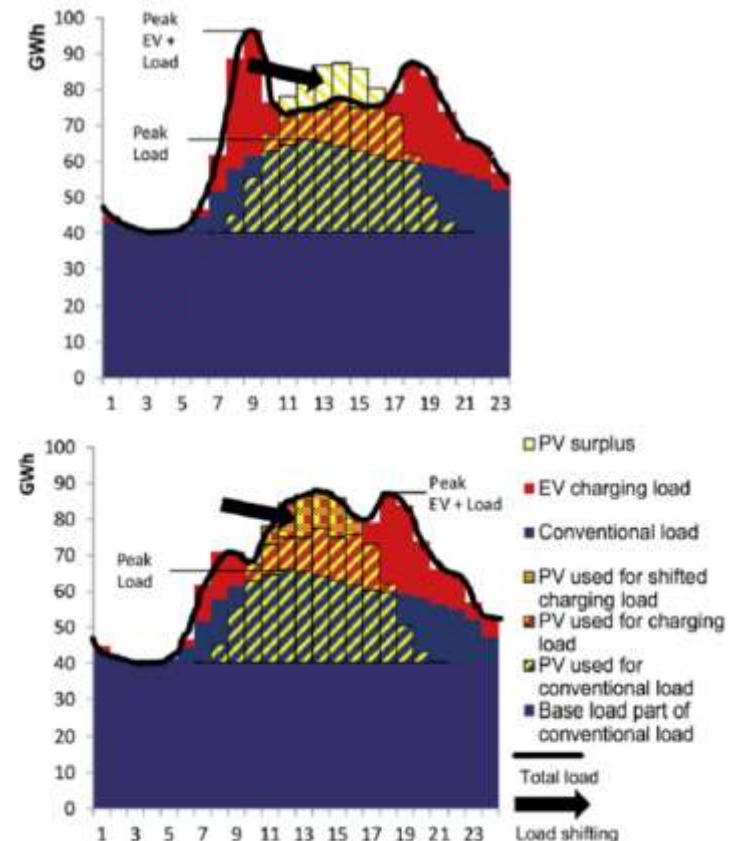 GWh
100
90
80
70
60
50
40
30
20
10
0
Peak
EV +
Load
Peak
Load
1 3 5 7 9 11 13 15 17 19 21 23
GWh
100
90
80
70
60
50
40
30
20
10
0
Peak
Load
Peak
EV + Load
1 3 5 7 9 11 13 15 17 19 21 23
PV surplus
EV charging load
Conventional load
PV used for shifted
charging load
PV used for charging
load
PV used for
conventional load
Base load part of
conventional load
Total load
Load shifting